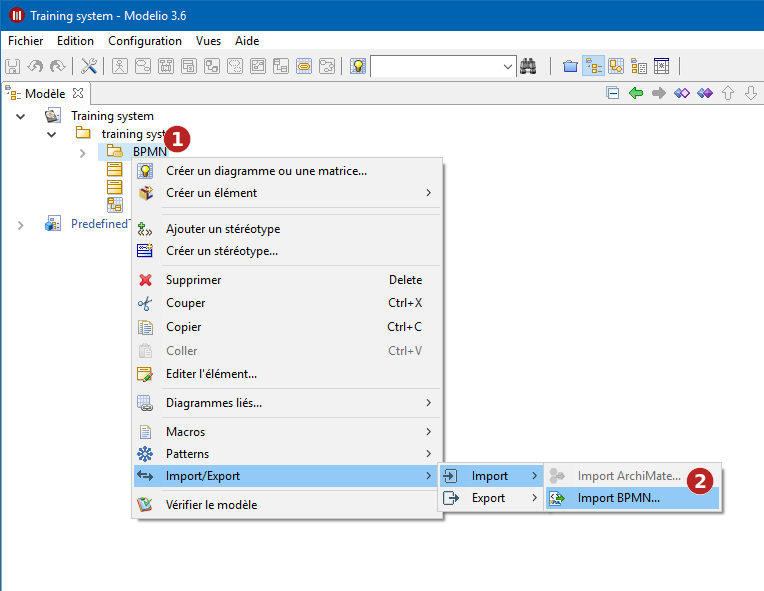 Training system - Modelio 3.6
Fichier Edition Configuration Vues Aide
Modèle
Training system
training syst
1
BPMN
PredefinedT
Créer un diagramme ou une matrice...
Créer un élément
Ajouter un stéréotype
Créer un stéréotype...
Supprimer Delete
Couper Ctrl+X
Copier Ctrl+C
Coller Ctrl+V
Editer l'élément...
Diagrammes liés...
Macros
Patterns
Import/Export
Vérifier le modèle
Import
Export
Import ArchiMate...
2
Import BPMN...